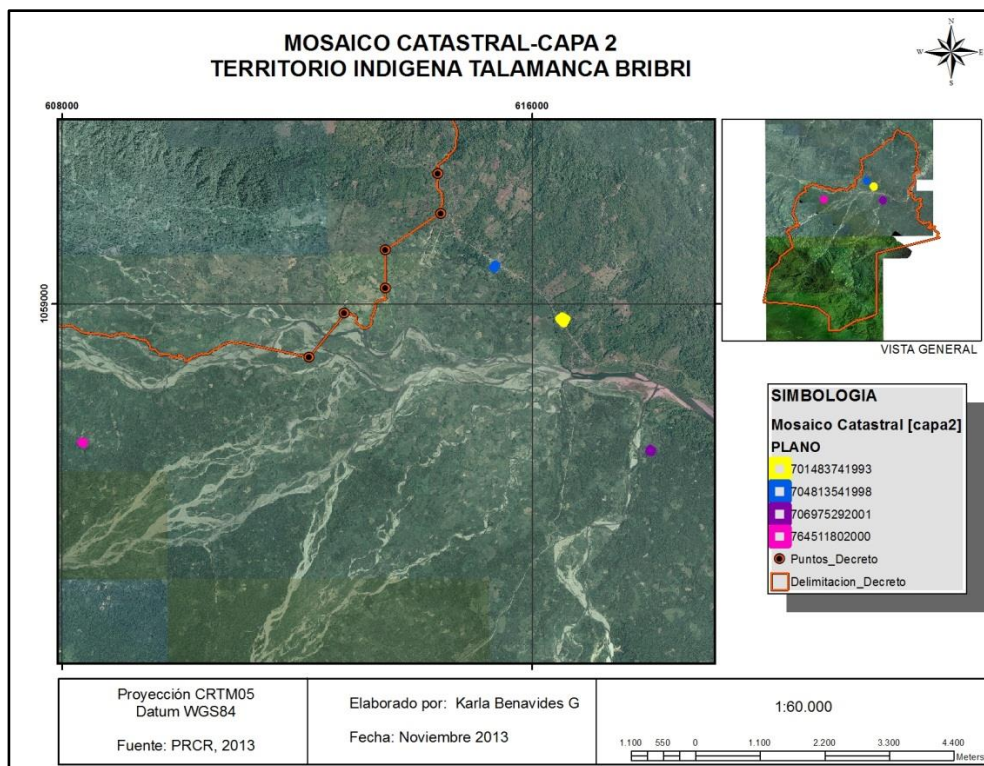 MOSAICO CATASTRAL-CAPA 2
TERRITORIO INDIGENA TALAMANCA BRIBRI
N
W
E
S
608000
616000
1059000
1059000
VISTA GENERAL
SIMBOLOGIA
Mosaico Catastral [capa2]
PLANO
701483741993
704813541998
706975292001
764511802000
Puntos_Decreto
Delimitacion_Decreto
Proyección CRTM05
Datum WGS84
Fuente: PRCR, 2013
Elaborado por: Karla Benavides G
Fecha: Noviembre 2013
1:60.000
1.100 550 0 1.100 2.200 3.300 4.400
Meters